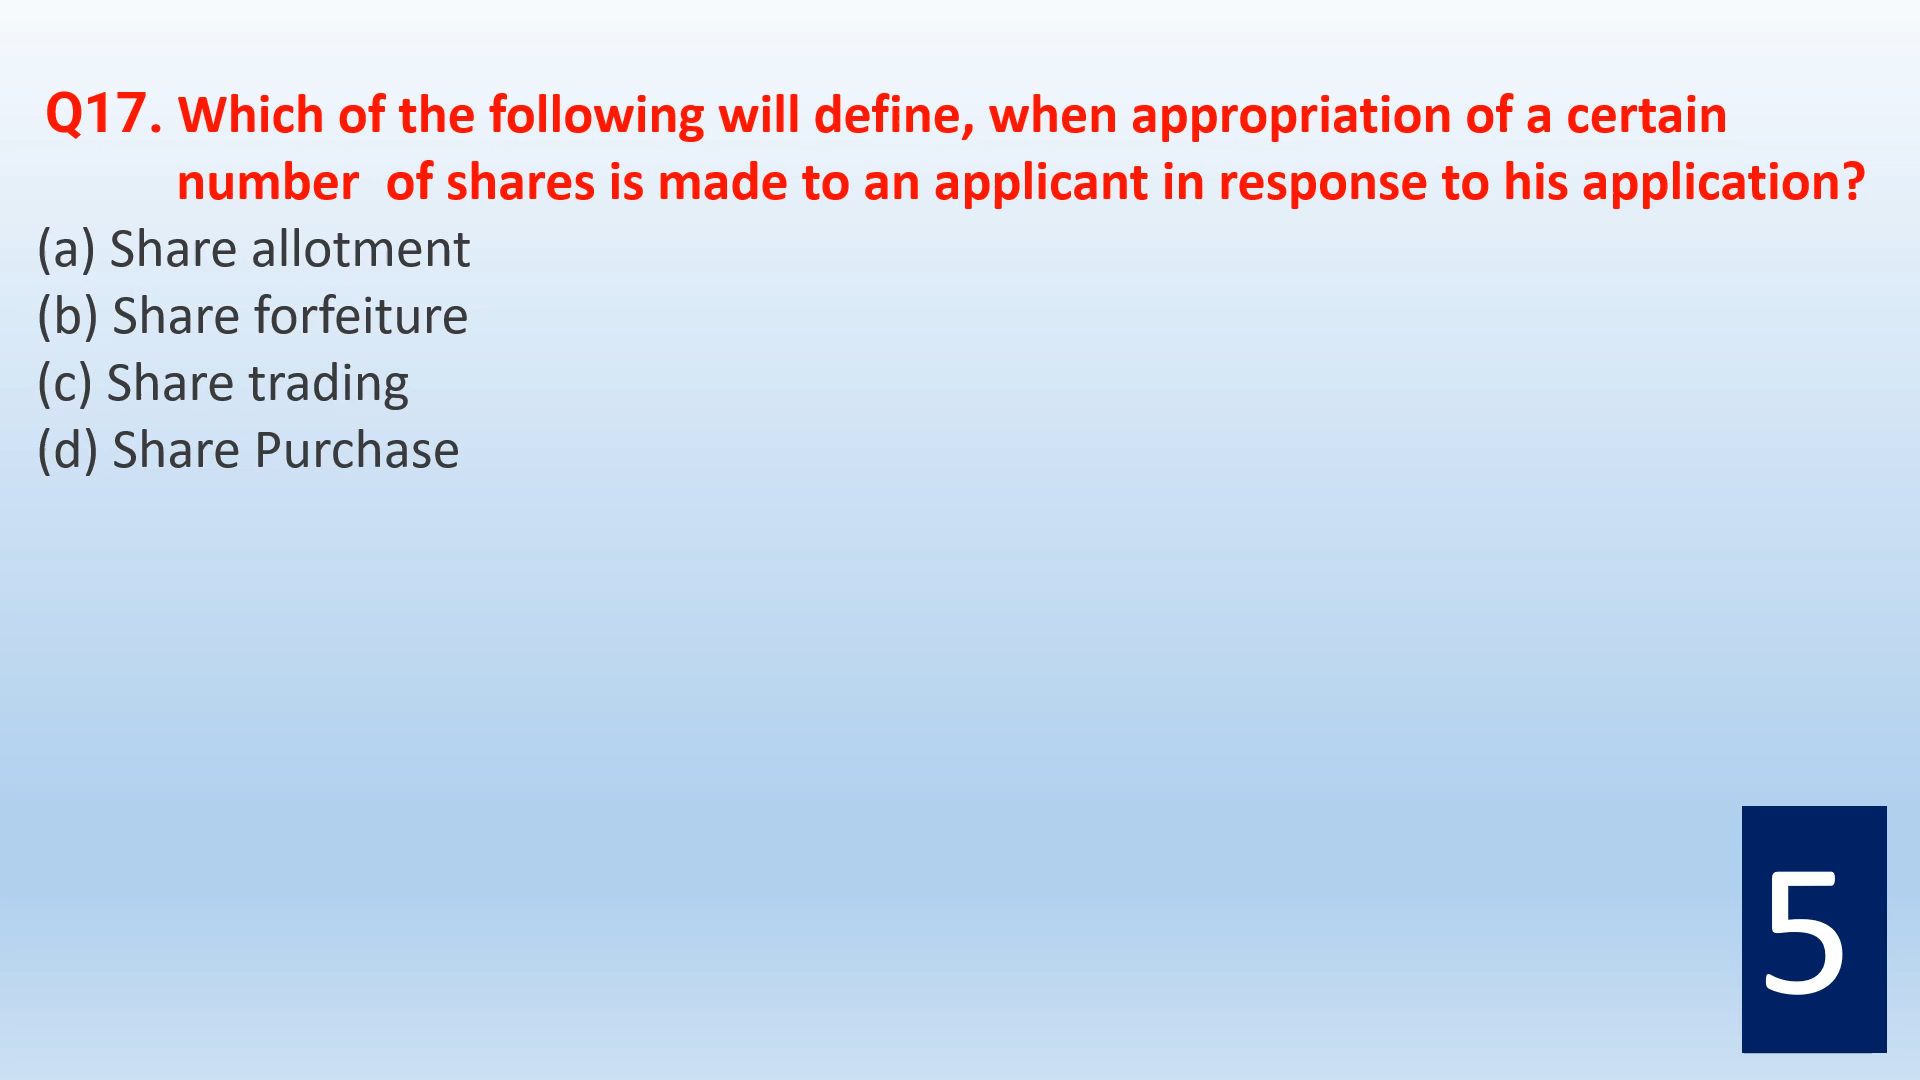 Q17. Which of the following will define, when appropriation of a certain
number of shares is made to an applicant in response to his application?
(a) Share allotment
(b) Share forfeiture
(c) Share trading
(d) Share Purchase
5